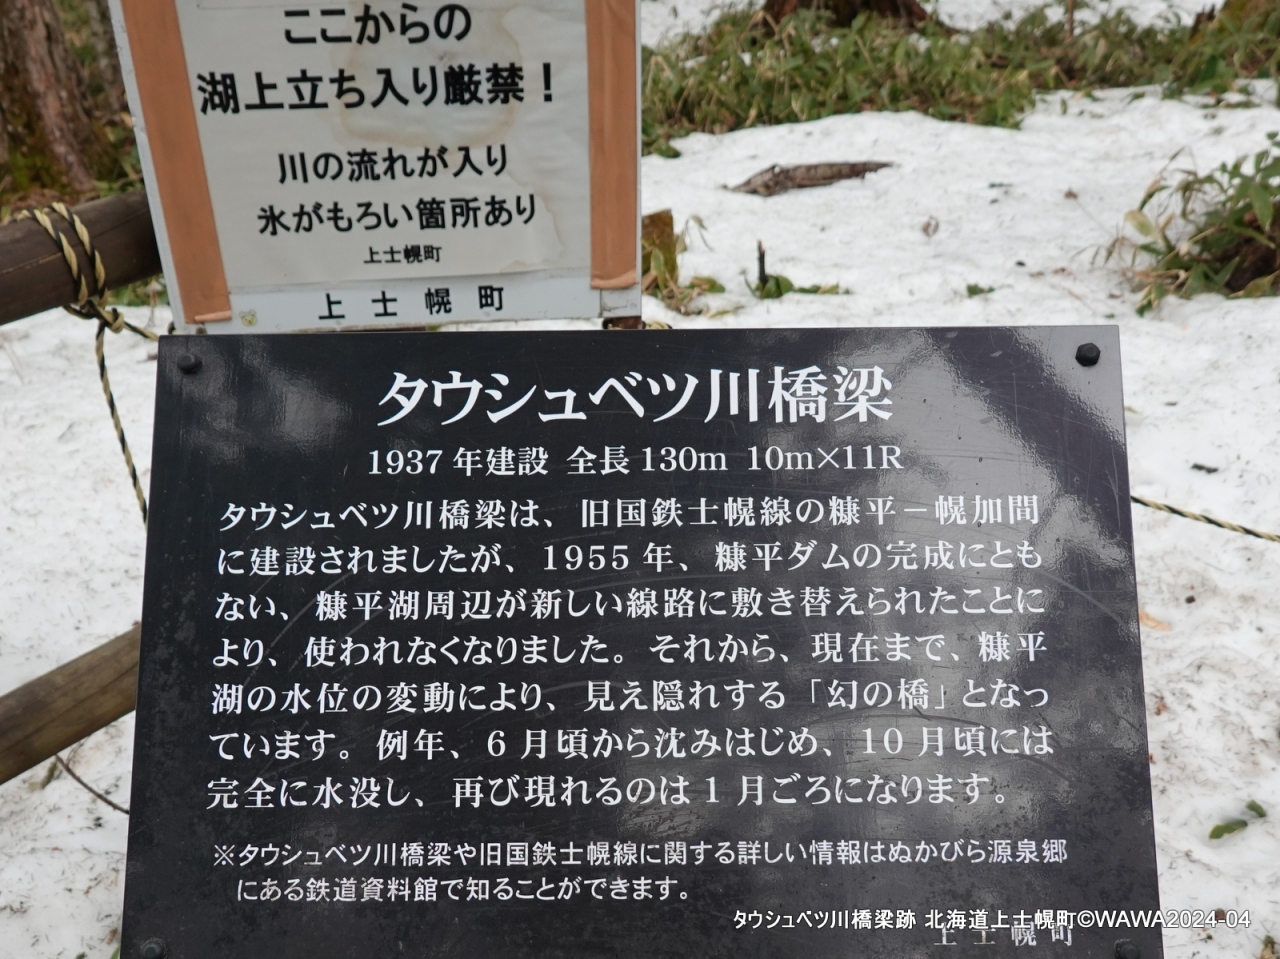 ここからの
湖上立ち入り厳禁！
川の流れが入り
氷がもろい箇所あり
上士幌町
上士幌町
タウシュベツ川橋梁
1937年建設 全長130m 10m×11R
タウシュベツ川橋梁は、旧国鉄士幌線の糠平－幌加間
に建設されましたが、1955年、糠平ダムの完成にとも
ない、糠平湖周辺が新しい線路に敷き替えられたことに
より、使われなくなりました。それから、現在まで、糠平
湖の水位の変動により、見え隠れする「幻の橋」となっ
ています。例年、6月頃から沈みはじめ、10月頃には
完全に水没し、再び現れるのは1月ごろになります。
※タウシュベツ川橋梁や旧国鉄士幌線に関する詳しい情報はぬかびら源泉郷
にある鉄道資料館で知ることができます。
上士幌町
タウシュベツ川橋梁跡 北海道上士幌町©WAWA2024-04